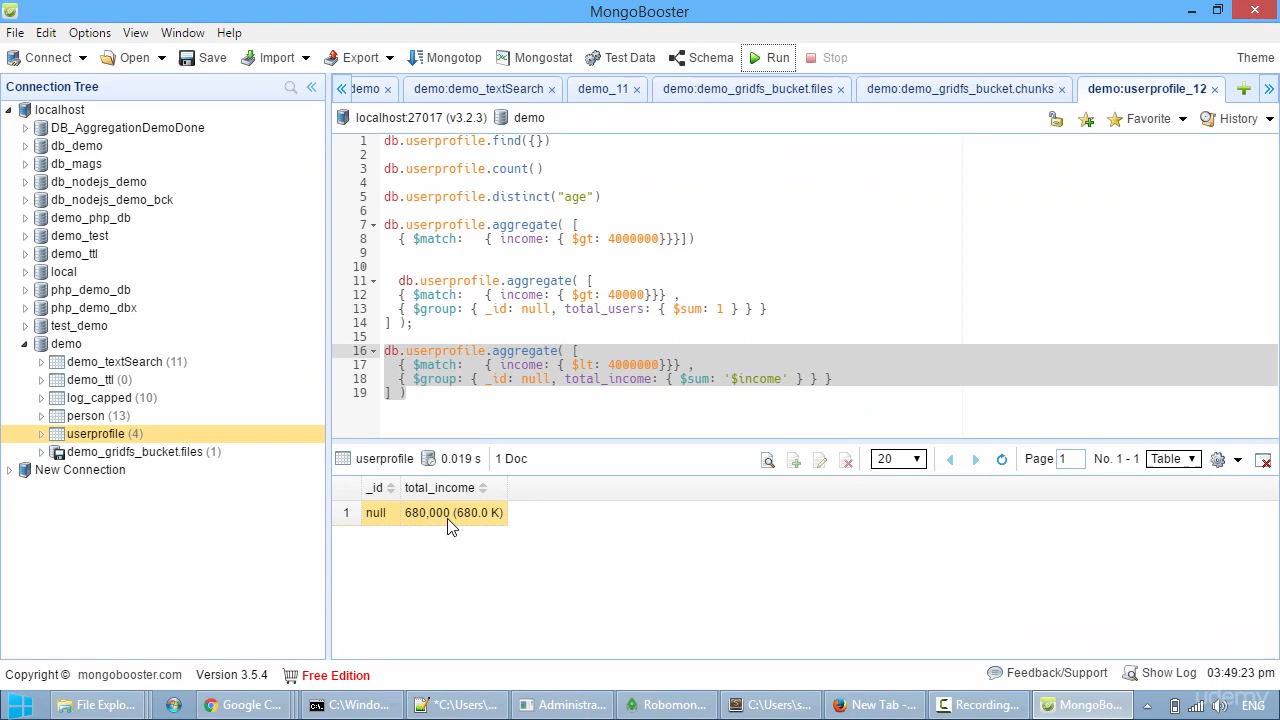 MongoBooster
File Edit Options View Window Help
Connect Open Save Import Export Mongotop Mongostat Test Data Schema Run Stop Theme
Connection Tree
demo demo:demo_textSearch demo_11 demo:demo_gridfs_bucket.files demo:demo_gridfs_bucket.chunks demo:userprofile_12
localhost:27017 (v3.2.3) demo Favorite History
localhost
DB_AggregationDemoDone
db_demo
db_mags
db_nodejs_demo
db_nodejs_demo_bck
demo_php_db
demo_test
demo_ttl
local
php_demo_db
php_demo_dbx
test_demo
demo
demo_textSearch (11)
demo_ttl (0)
log_capped (10)
person (13)
userprofile (4)
demo_gridfs_bucket.files (1)
New Connection
1 db.userprofile.find({})
2
3 db.userprofile.count()
4
5 db.userprofile.distinct("age")
6
7 db.userprofile.aggregate( [
8 { $match: { income: { $gt: 4000000}}}])
9
10
11 db.userprofile.aggregate( [
12 { $match: { income: { $gt: 40000}}} ,
13 { $group: { _id: null, total_users: { $sum: 1 } } }
14 ] );
15
16 db.userprofile.aggregate( [
17 { $match: { income: { $lt: 4000000}}} ,
18 { $group: { _id: null, total_income: { $sum: '$income' } } }
19 ] )
userprofile 0.019 s 1 Doc 20 Page 1 No. 1 - 1 Table
_id total_income
1 null 680,000 (680.0 K)
Copyright © mongobooster.com Version 3.5.4 Free Edition Feedback/Support Show Log 03:49:23 pm
File Explo... Google C... C:\Window... *C:\Users\... Administra... Robomon... C:\Users\s... New Tab -... Recording... MongoBo... ENG
udemy